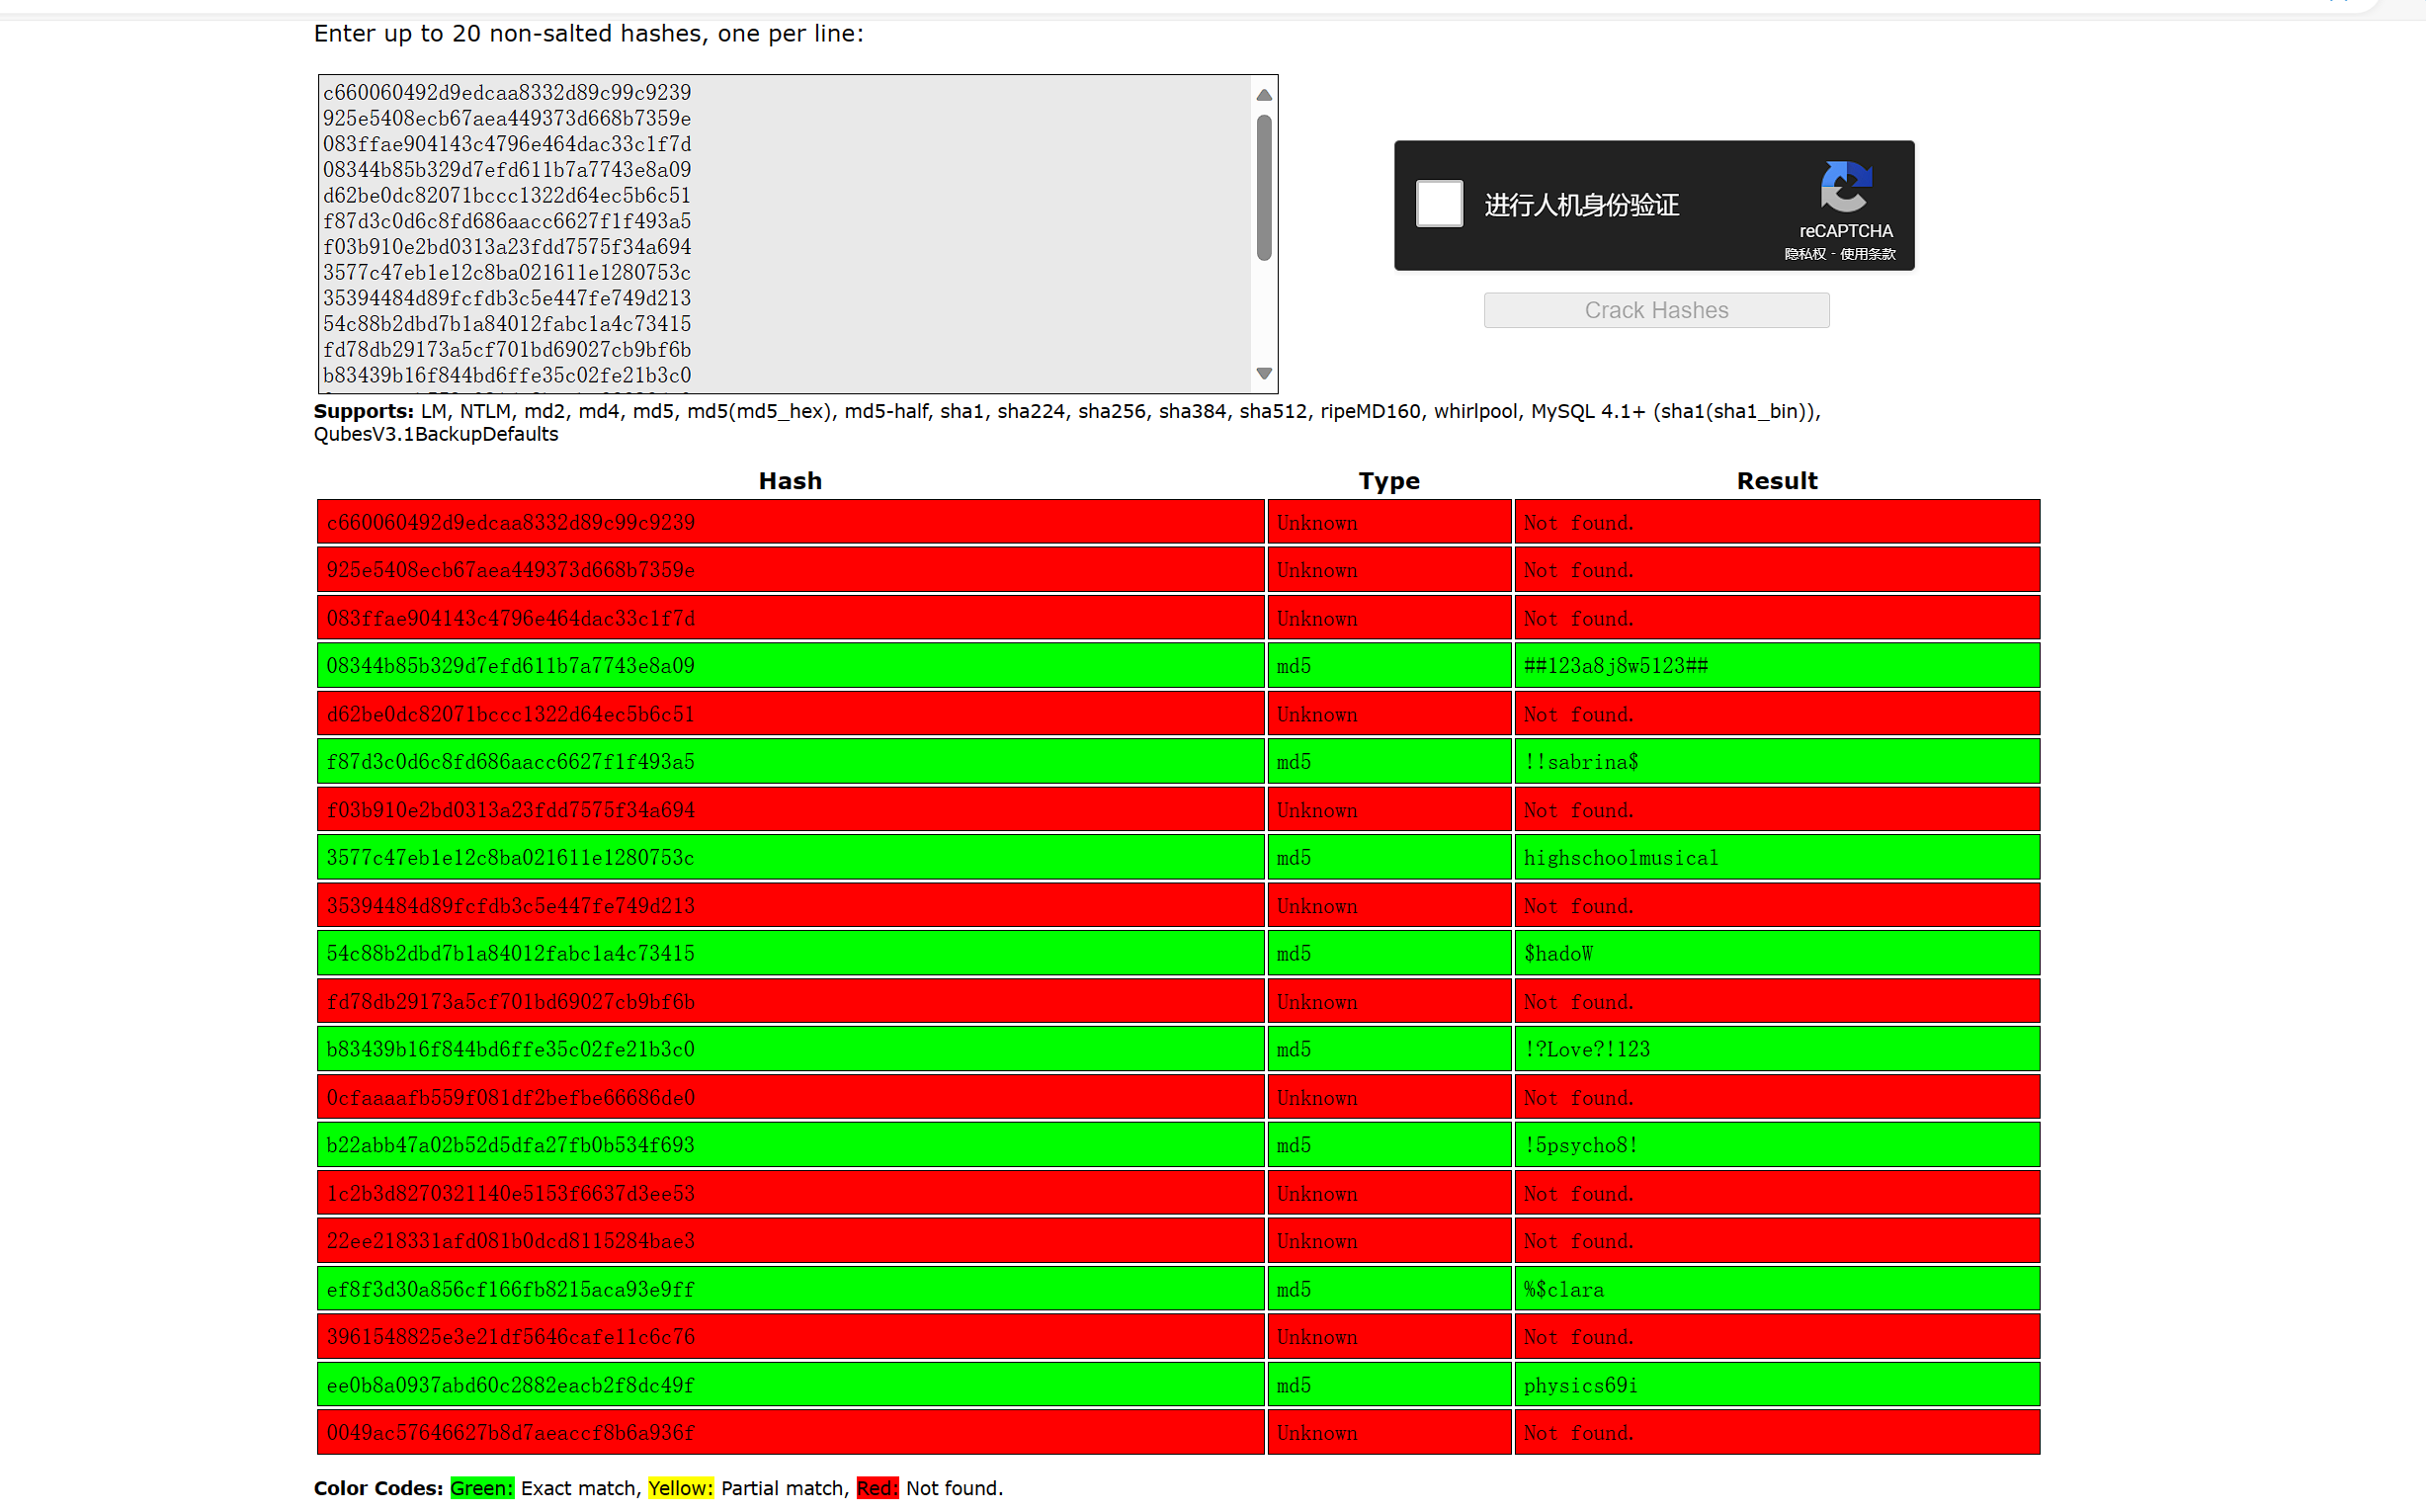 Enter up to 20 non-salted hashes, one per line:
c660060492d9edcaa8332d89c99c9239
925e5408ecb67aea449373d668b7359e
083ffae904143c4796e464dac33c1f7d
08344b85b329d7efd611b7a7743e8a09
d62be0dc82071bccc1322d64ec5b6c51
f87d3c0d6c8fd686aacc6627f1f493a5
f03b910e2bd0313a23fdd7575f34a694
3577c47eb1e12c8ba021611e1280753c
35394484d89fcfdb3c5e447fe749d213
54c88b2dbd7b1a84012fabc1a4c73415
fd78db29173a5cf701bd69027cb9bf6b
b83439b16f844bd6ffe35c02fe21b3c0
进行人机身份验证
reCAPTCHA
隐私权 - 使用条款
Crack Hashes
Supports: LM, NTLM, md2, md4, md5, md5(md5_hex), md5-half, sha1, sha224, sha256, sha384, sha512, ripeMD160, whirlpool, MySQL 4.1+ (sha1(sha1_bin)),
QubesV3.1BackupDefaults
Hash Type Result
c660060492d9edcaa8332d89c99c9239 Unknown Not found.
925e5408ecb67aea449373d668b7359e Unknown Not found.
083ffae904143c4796e464dac33c1f7d Unknown Not found.
08344b85b329d7efd611b7a7743e8a09 md5 ##123a8j8w5123##
d62be0dc82071bccc1322d64ec5b6c51 Unknown Not found.
f87d3c0d6c8fd686aacc6627f1f493a5 md5 !!sabrina$
f03b910e2bd0313a23fdd7575f34a694 Unknown Not found.
3577c47eb1e12c8ba021611e1280753c md5 highschoolmusical
35394484d89fcfdb3c5e447fe749d213 Unknown Not found.
54c88b2dbd7b1a84012fabc1a4c73415 md5 $hadoW
fd78db29173a5cf701bd69027cb9bf6b Unknown Not found.
b83439b16f844bd6ffe35c02fe21b3c0 md5 !?Love?!123
0cfaaaafb559f081df2befbe66686de0 Unknown Not found.
b22abb47a02b52d5dfa27fb0b534f693 md5 !5psycho8!
1c2b3d8270321140e5153f6637d3ee53 Unknown Not found.
22ee218331afd081b0dcd8115284bae3 Unknown Not found.
ef8f3d30a856cf166fb8215aca93e9ff md5 %$clara
3961548825e3e21df5646cafe11c6c76 Unknown Not found.
ee0b8a0937abd60c2882eacb2f8dc49f md5 physics69i
0049ac57646627b8d7aeaccf8b6a936f Unknown Not found.
Color Codes: Green: Exact match, Yellow: Partial match, Red: Not found.